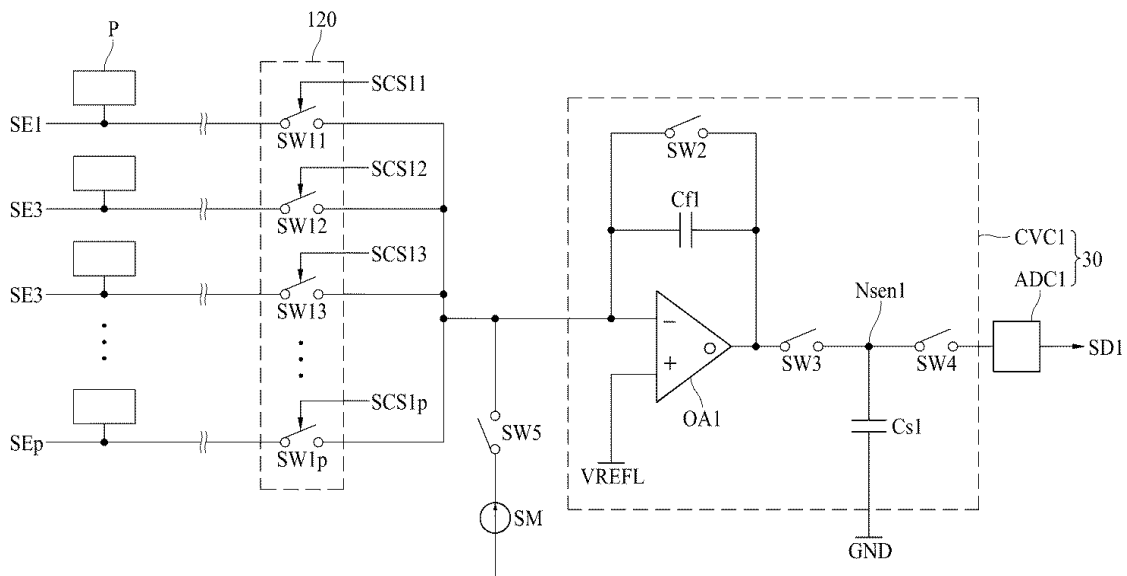 P
120
SE1
SCS11
SW11
SE3
SCS12
SW12
SE3
SCS13
SW13
SEp
SCS1p
SW1p
SW5
SM
SW2
Cf1
OA1
VREFL
SW3
Nsen1
SW4
Cs1
GND
CVC1
ADC1
30
SD1